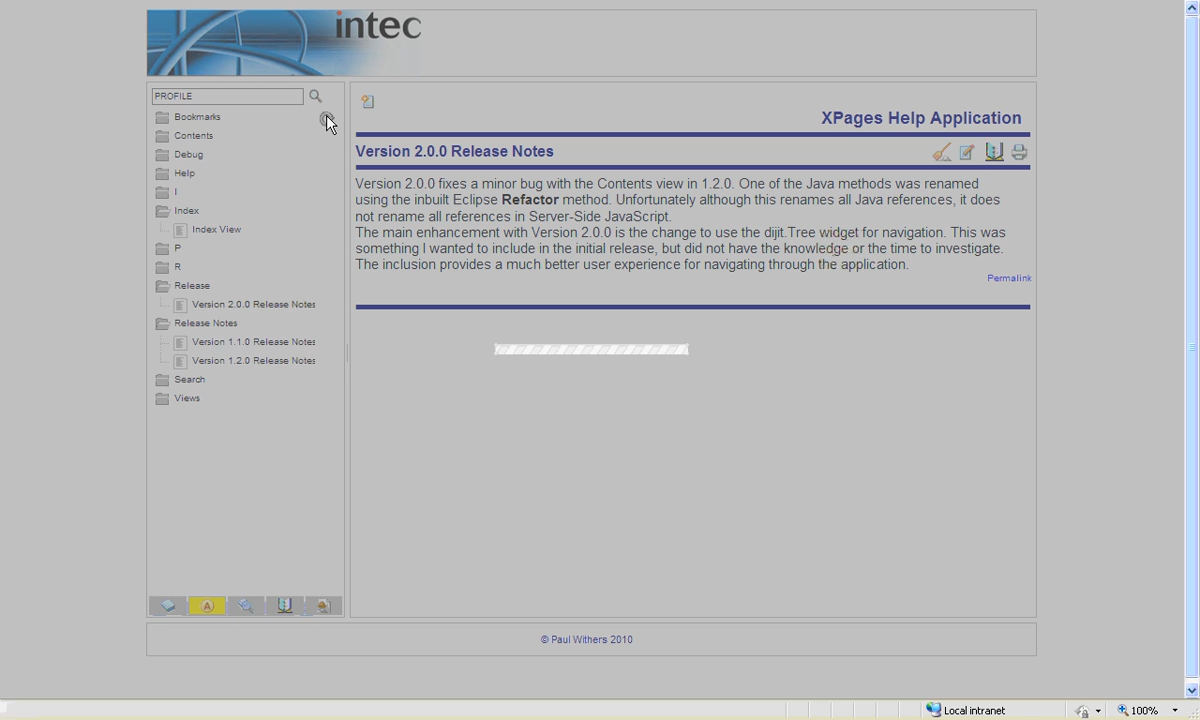 intec
PROFILE
Bookmarks
Contents
Debug
Help
I
Index
Index View
P
R
Release
Version 2.0.0 Release Notes
Release Notes
Version 1.1.0 Release Notes
Version 1.2.0 Release Notes
Search
Views
XPages Help Application
Version 2.0.0 Release Notes
Version 2.0.0 fixes a minor bug with the Contents view in 1.2.0. One of the Java methods was renamed
using the inbuilt Eclipse Refactor method. Unfortunately although this renames all Java references, it does
not rename all references in Server-Side JavaScript.
The main enhancement with Version 2.0.0 is the change to use the dijit.Tree widget for navigation. This was
something I wanted to include in the initial release, but did not have the knowledge or the time to investigate.
The inclusion provides a much better user experience for navigating through the application.
Permalink
A
© Paul Withers 2010
Local intranet
100%